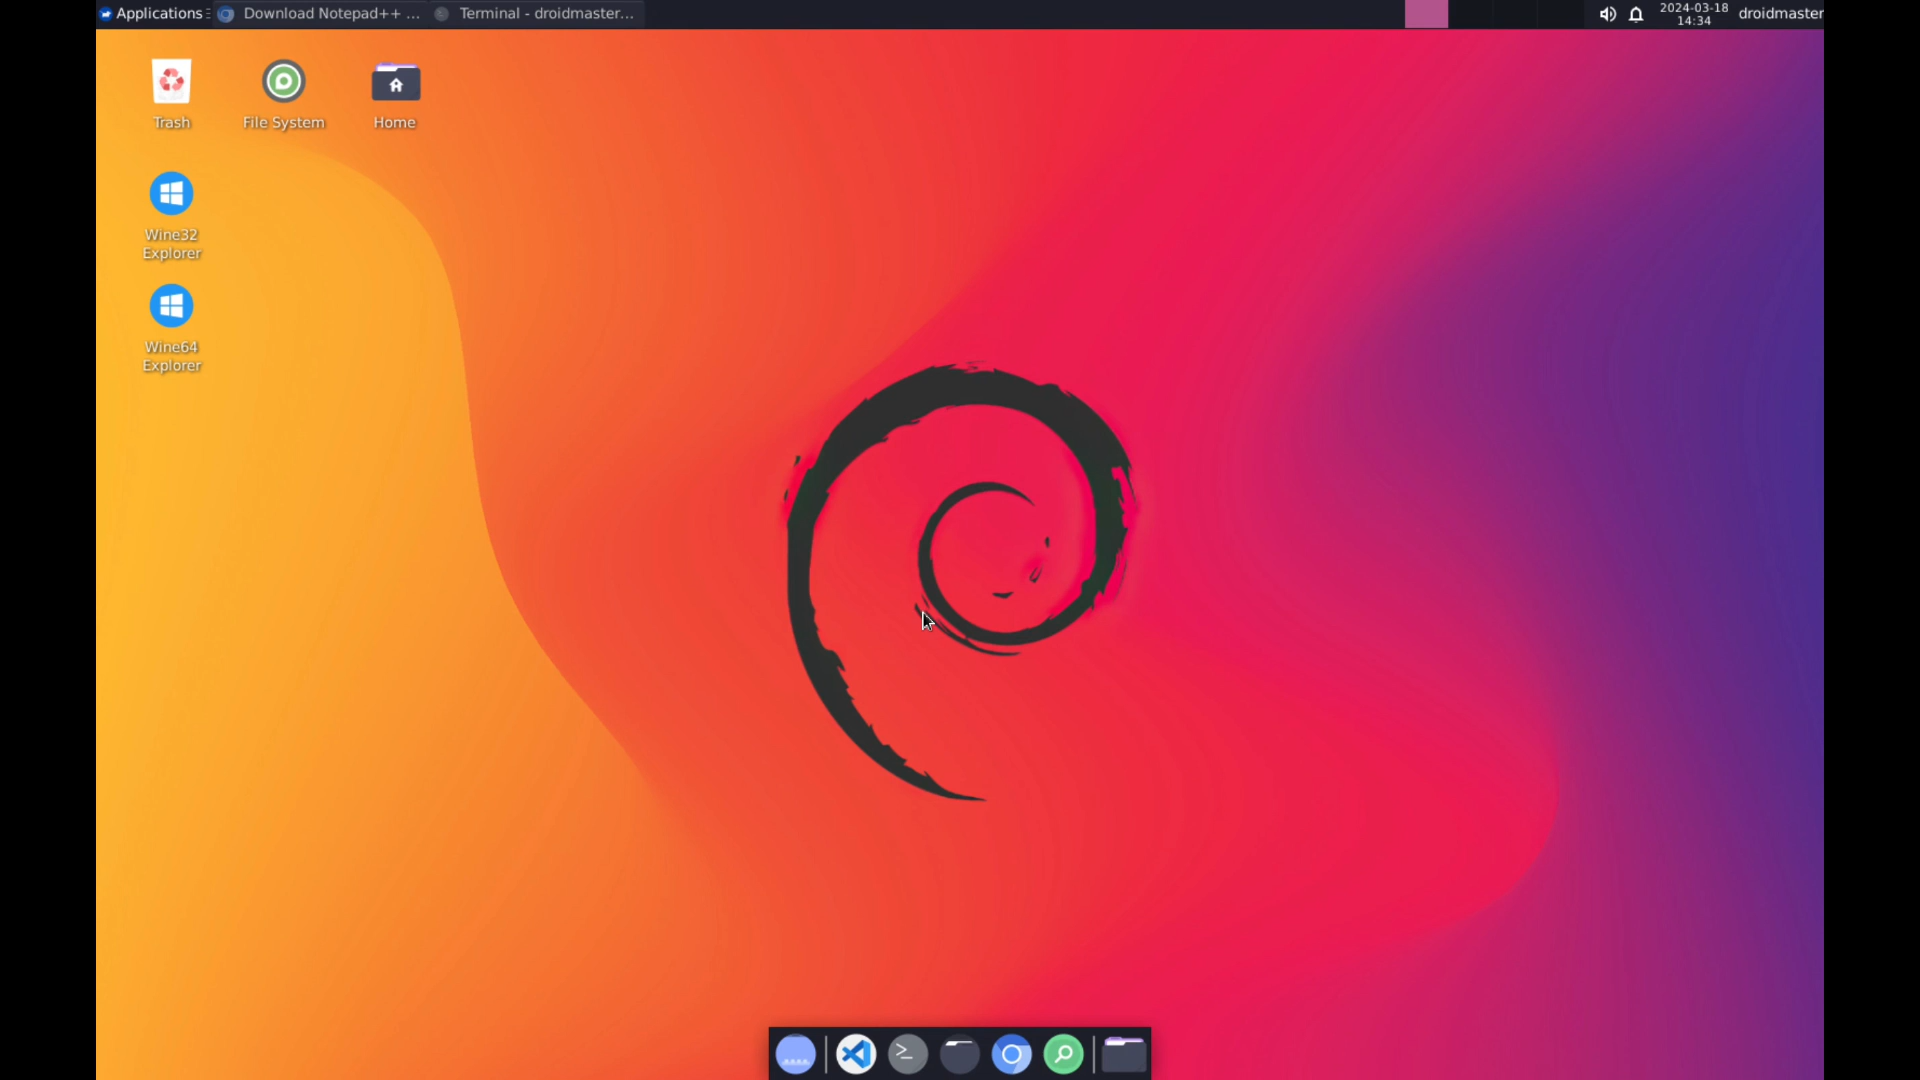 Applications
Download Notepad++ ...
Terminal - droidmaster...
2024-03-18
14:34
droidmaster
Trash
File System
Home
Wine32
Explorer
Wine64
Explorer